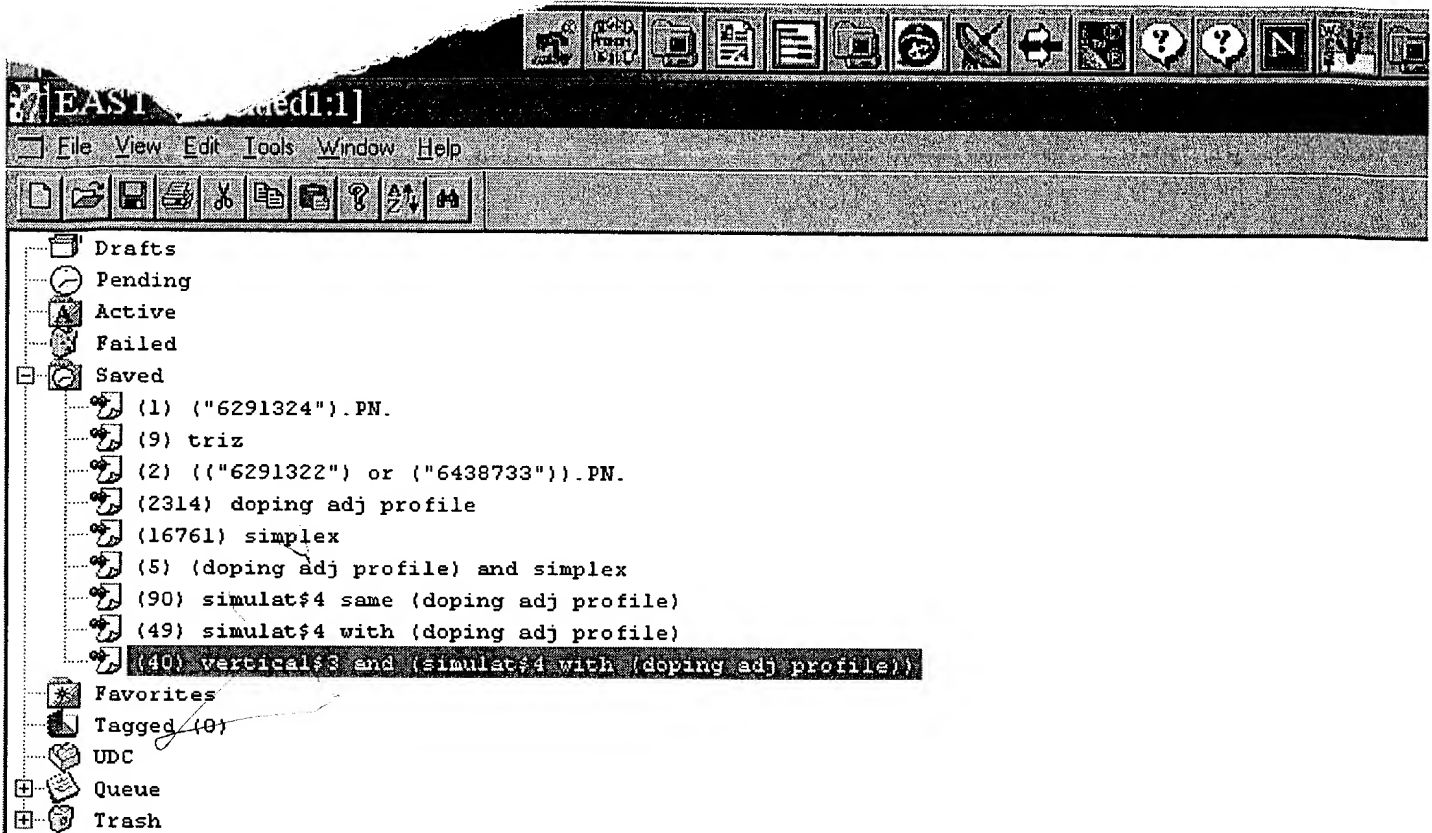 EAST ed1:1]
File View Edit Tools Window Help
Drafts
Pending
Active
Failed
Saved
(1) ("6291324").PN.
(9) triz
(2) (("6291322") or ("6438733")).PN.
(2314) doping adj profile
(16761) simplex
(5) (doping adj profile) and simplex
(90) simulat$4 same (doping adj profile)
(49) simulat$4 with (doping adj profile)
(40) vertical$3 and (simulat$4 with (doping adj profile))
Favorites
Tagged (0)
UDC
Queue
Trash